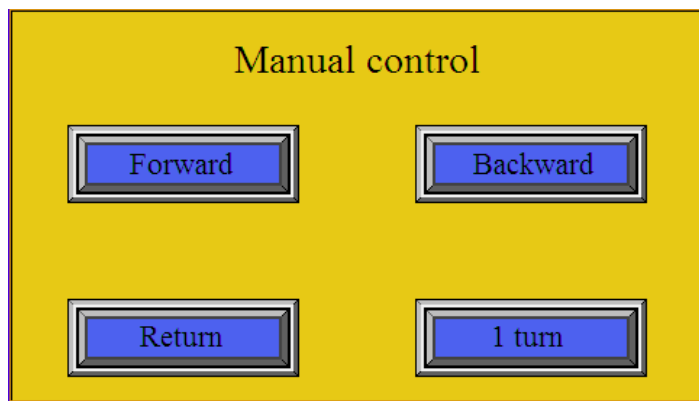 Manual control
Forward
Backward
Return
1 turn